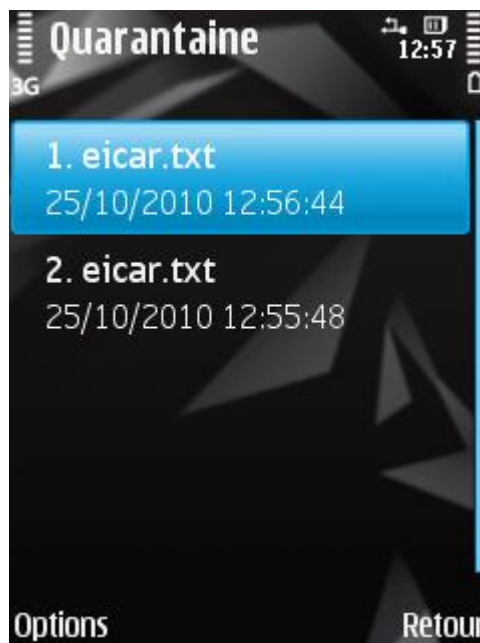 Quarantaine
12:57
3G
1. eicar.txt
25/10/2010 12:56:44
2. eicar.txt
25/10/2010 12:55:48
Options
Retour